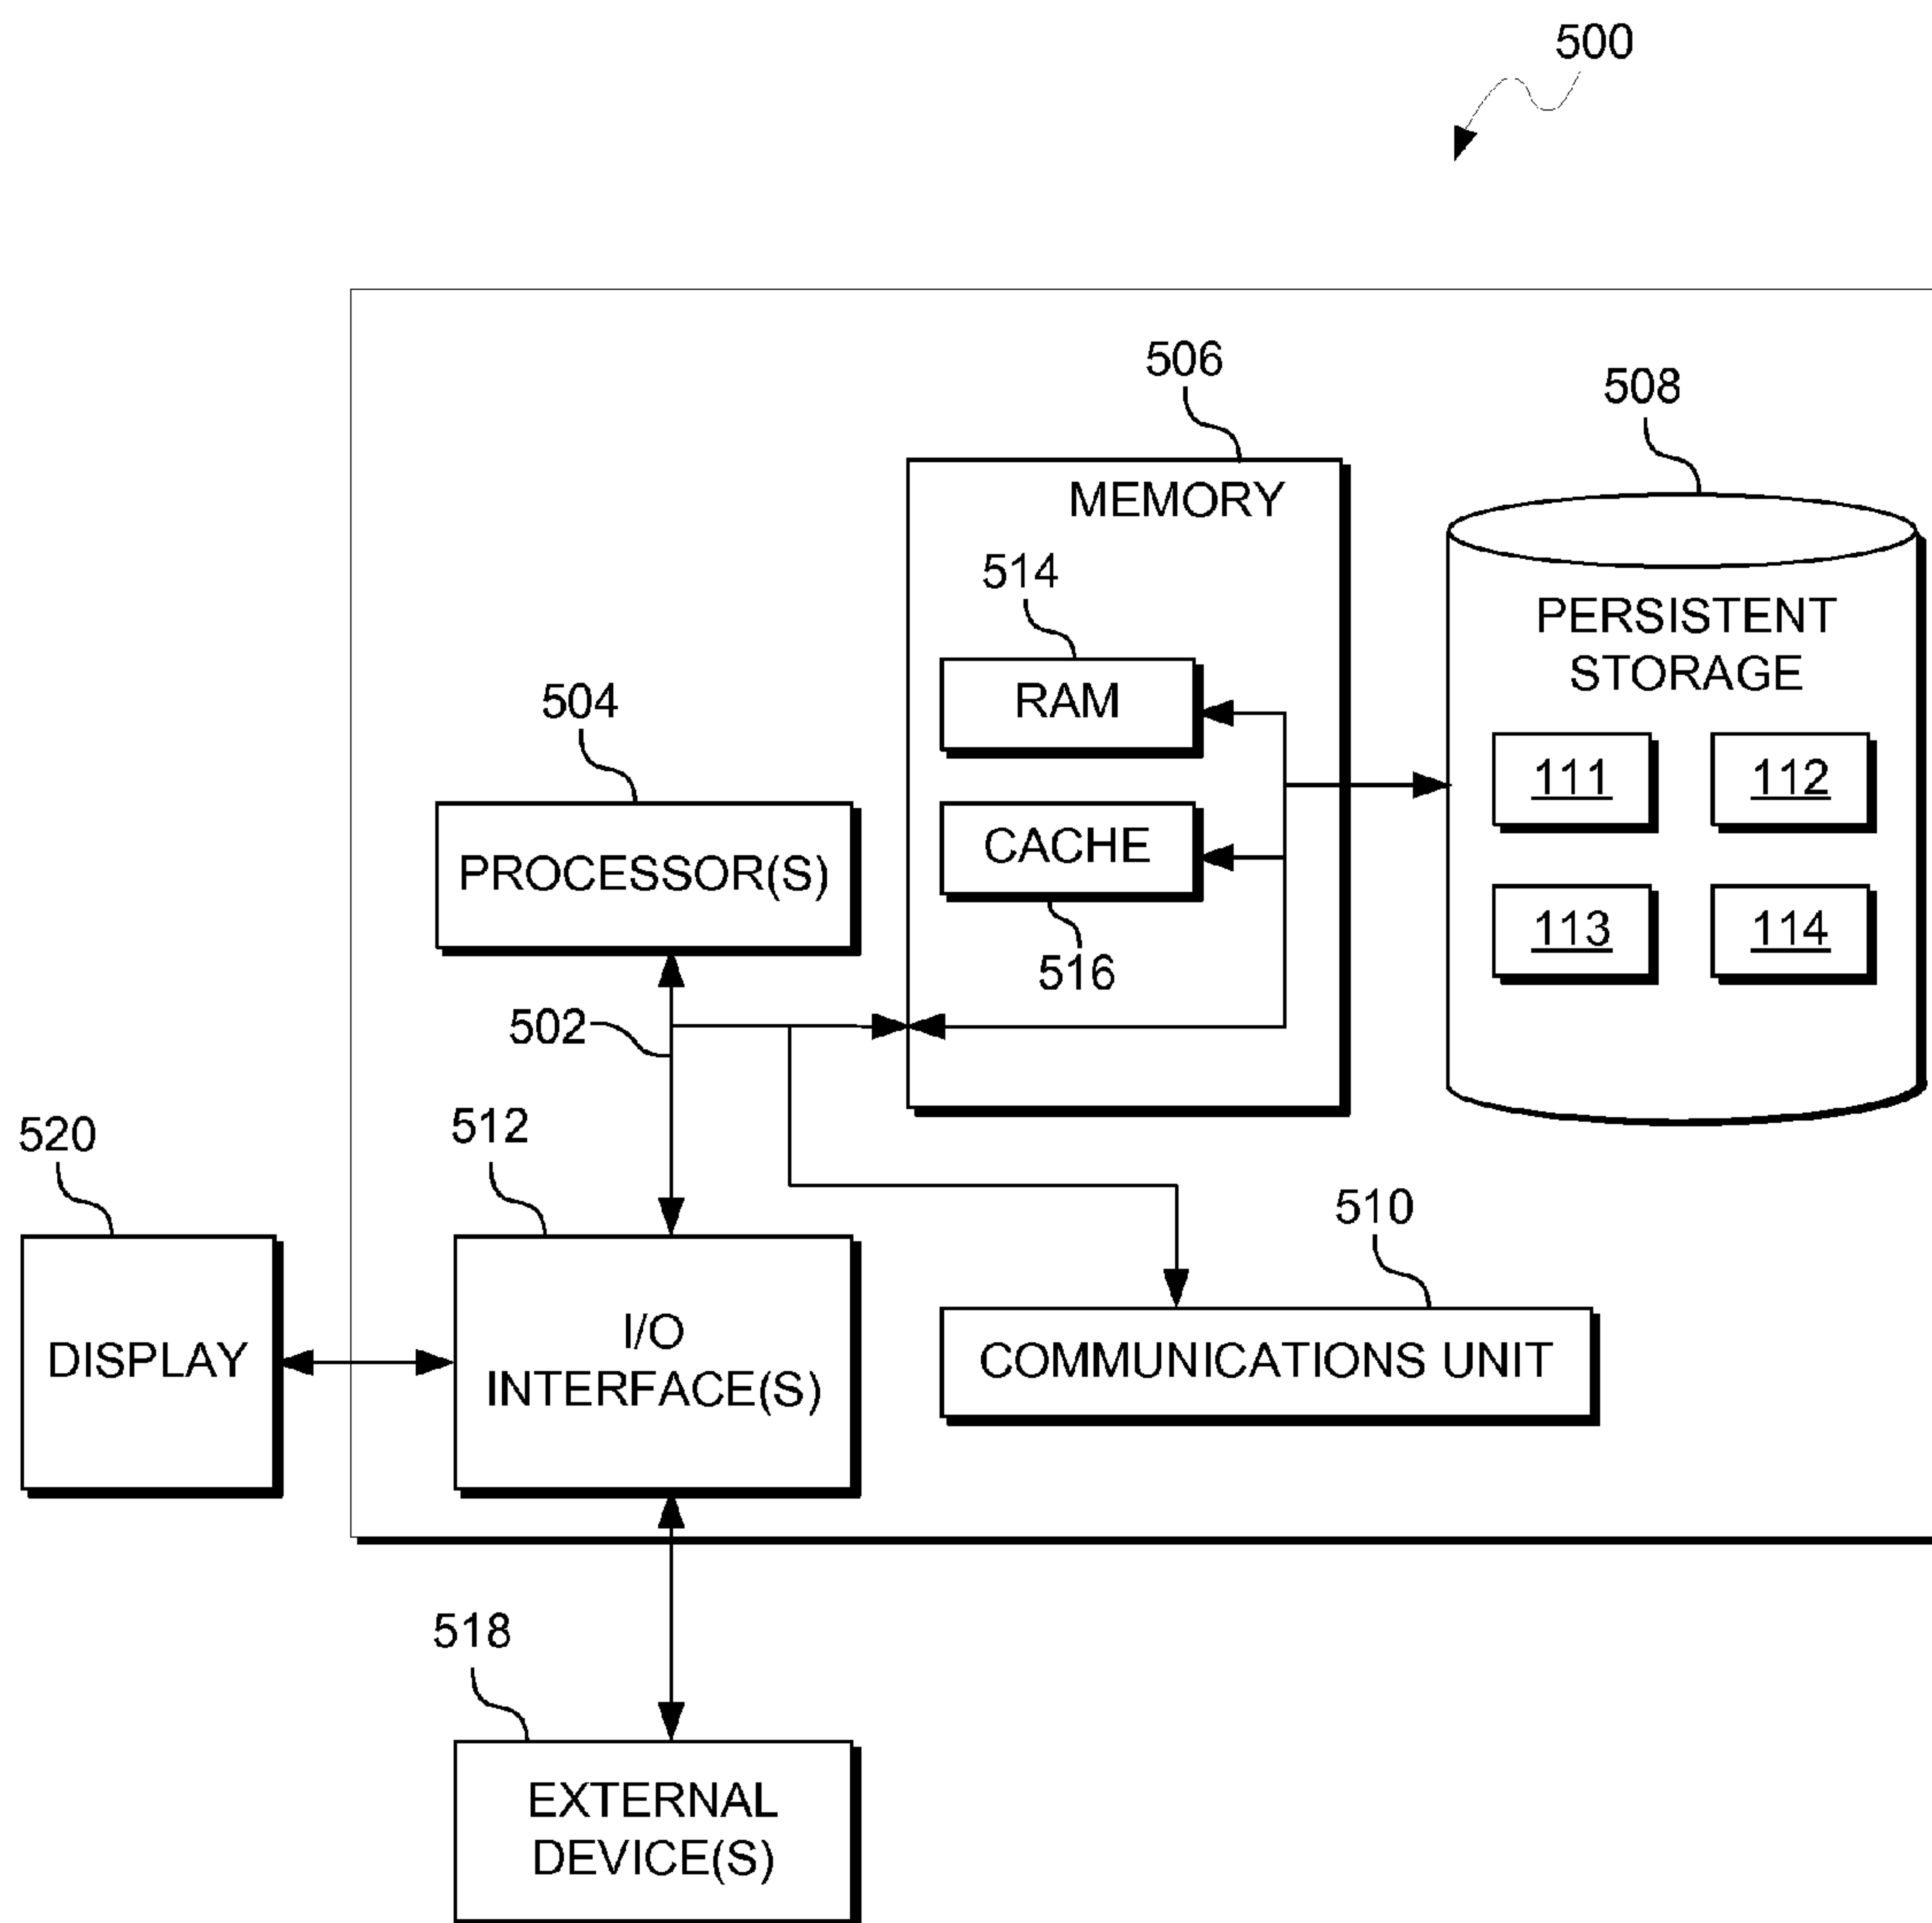 500
506
508
MEMORY
514
PERSISTENT
STORAGE
RAM
504
111
112
CACHE
PROCESSOR(S)
113
114
516
502
520
512
510
I/O
INTERFACE(S)
DISPLAY
COMMUNICATIONS UNIT
518
EXTERNAL
DEVICE(S)